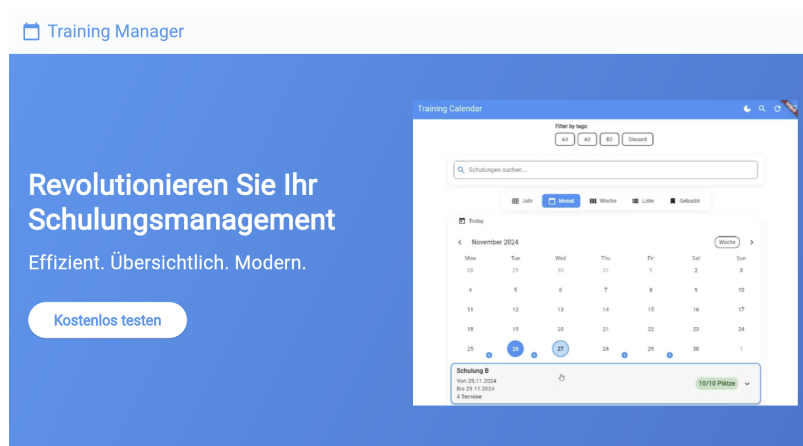 Training Manager
Revolutionieren Sie Ihr
Schulungsmanagement
Effizient. Übersichtlich. Modern.
Kostenlos testen
Training Calendar
Filter by tags:
A1 A2 B2 Discord
Schulungen suchen...
Jahr Monat Woche Liste Gebucht
Today
November 2024 Woche
Mon Tue Wed Thu Fri Sat Sun
28 29 30 31 1 2 3
4 5 6 7 8 9 10
11 12 13 14 15 16 17
18 19 20 21 22 23 24
25 26 27 28 29 30 1
Schulung B
Von 25.11.2024
Bis 29.11.2024
4 Termine
10/10 Plätze